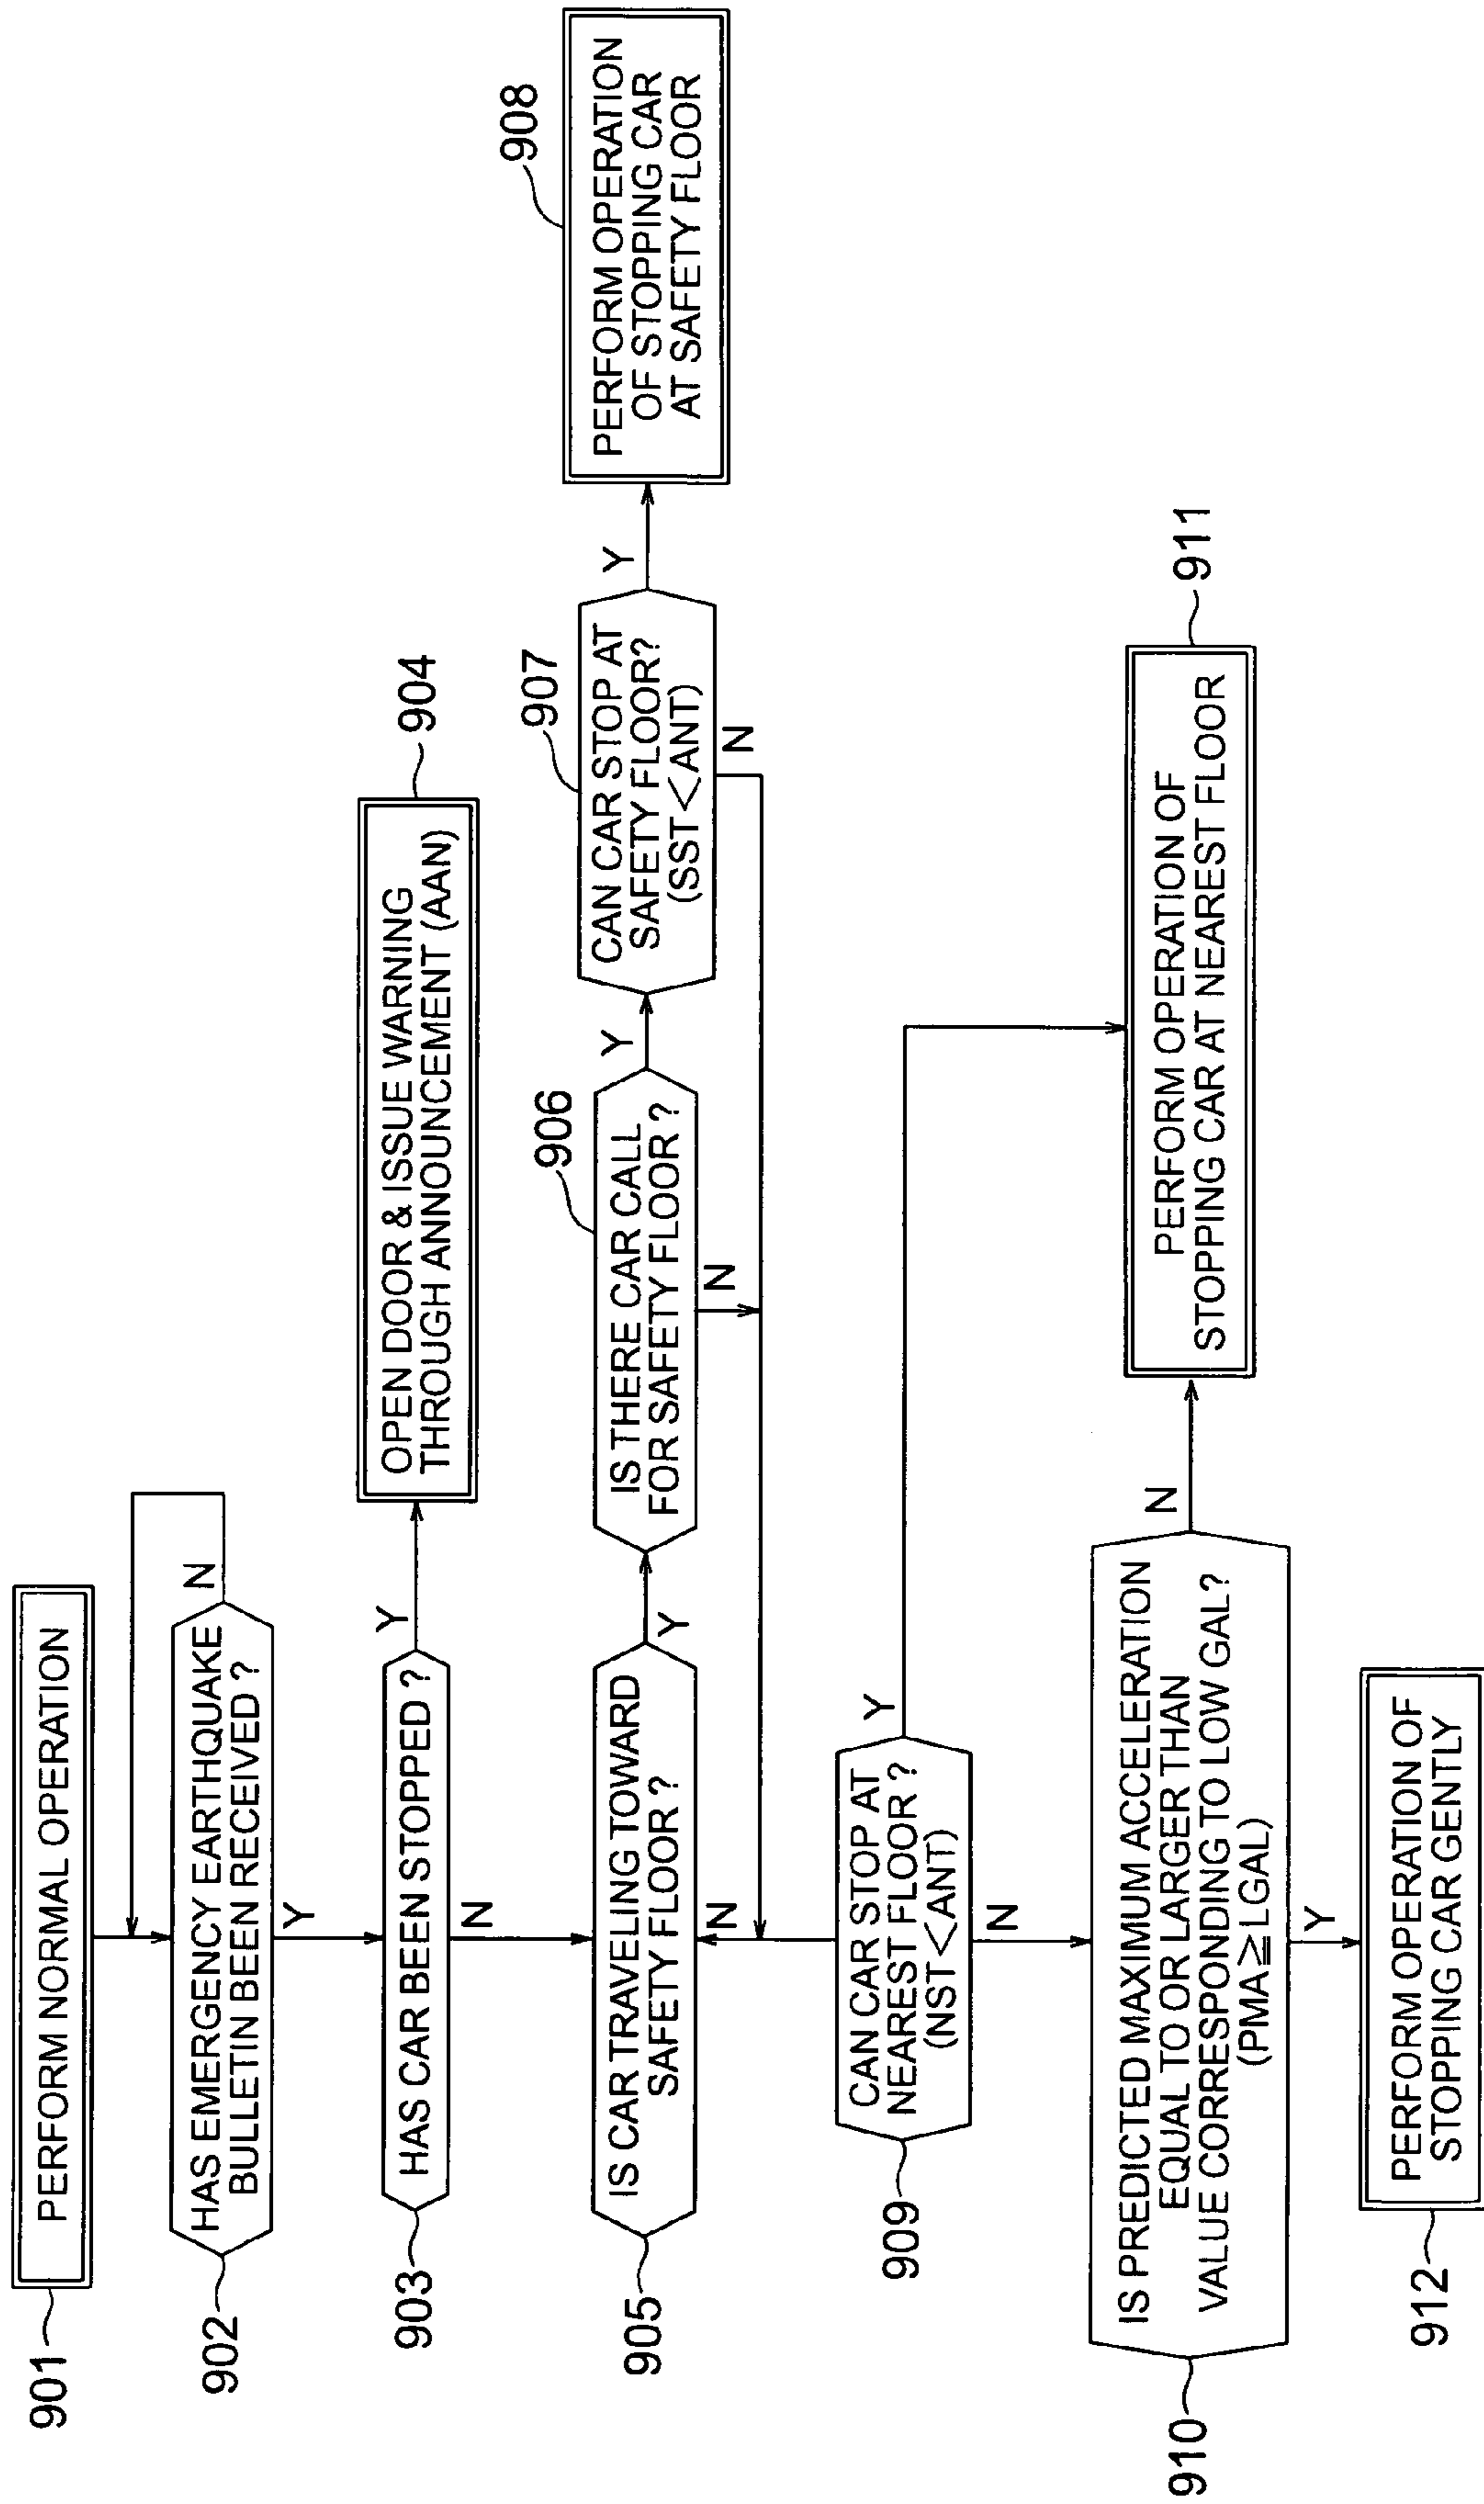 901
PERFORM NORMAL OPERATION
902
HAS EMERGENCY EARTHQUAKE
BULLETIN BEEN RECEIVED ?
N
Y
903
HAS CAR BEEN STOPPED ?
Y
N
904
OPEN DOOR & ISSUE WARNING
THROUGH ANNOUNCEMENT (AAN)
905
IS CAR TRAVELING TOWARD
SAFETY FLOOR ?
Y
N
906
IS THERE CAR CALL
FOR SAFETY FLOOR ?
Y
N
907
CAN CAR STOP AT
SAFETY FLOOR?
(SST<ANT)
Y
N
908
PERFORM OPERATION
OF STOPPING CAR
AT SAFETY FLOOR
909
CAN CAR STOP AT
NEAREST FLOOR ?
(NST<ANT)
Y
N
910
IS PREDICTED MAXIMUM ACCELERATION
EQUAL TO OR LARGER THAN
VALUE CORRESPONDING TO LOW GAL?
(PMA≧LGAL)
N
Y
911
PERFORM OPERATION OF
STOPPING CAR AT NEAREST FLOOR
912
PERFORM OPERATION OF
STOPPING CAR GENTLY